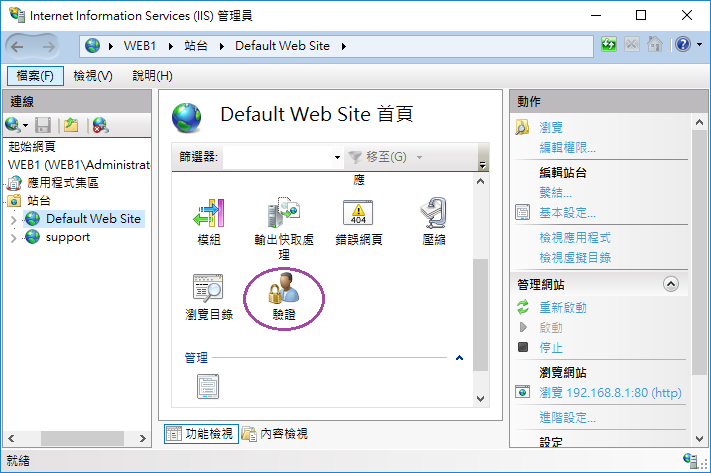 Internet Information Services (IIS) 管理員
WEB1 站台 Default Web Site
檔案(F) 檢視(V) 說明(H)
連線
起始網頁
WEB1 (WEB1\Administrat
應用程式集區
站台
Default Web Site
support
Default Web Site 首頁
篩選器: 移至(G)
應
模組 輸出快取處理 錯誤網頁 壓縮
404
瀏覽目錄 驗證
管理
功能檢視 內容檢視
動作
瀏覽
編輯權限...
編輯站台
繫結...
基本設定...
檢視應用程式
檢視虛擬目錄
管理網站
重新啟動
啟動
停止
瀏覽網站
瀏覽 192.168.8.1:80 (http)
進階設定...
設定
就緒